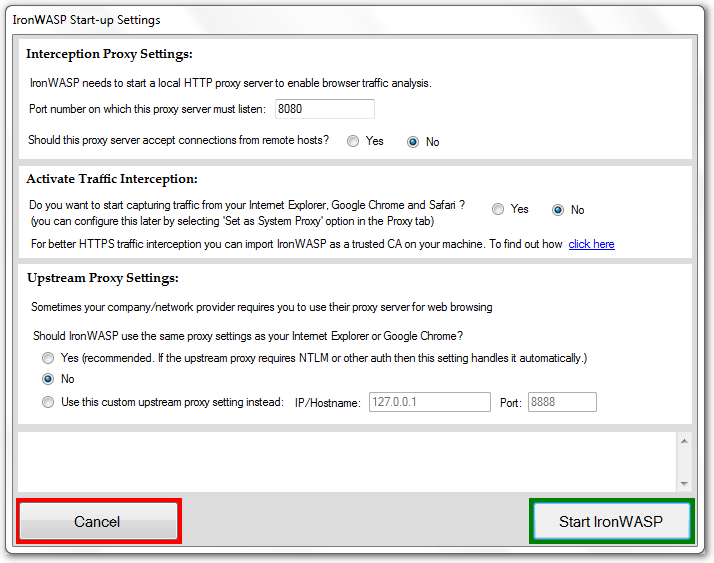 IronWASP Start-up Settings
Interception Proxy Settings:
IronWASP needs to start a local HTTP proxy server to enable browser traffic analysis.
Port number on which this proxy server must listen: 8080
Should this proxy server accept connections from remote hosts? Yes No
Activate Traffic Interception:
Do you want to start capturing traffic from your Internet Explorer, Google Chrome and Safari ? Yes No
(you can configure this later by selecting 'Set as System Proxy' option in the Proxy tab)
For better HTTPS traffic interception you can import IronWASP as a trusted CA on your machine. To find out how click here
Upstream Proxy Settings:
Sometimes your company/network provider requires you to use their proxy server for web browsing
Should IronWASP use the same proxy settings as your Internet Explorer or Google Chrome?
Yes (recommended. If the upstream proxy requires NTLM or other auth then this setting handles it automatically.)
No
Use this custom upstream proxy setting instead: IP/Hostname: 127.0.0.1 Port: 8888
Cancel Start IronWASP